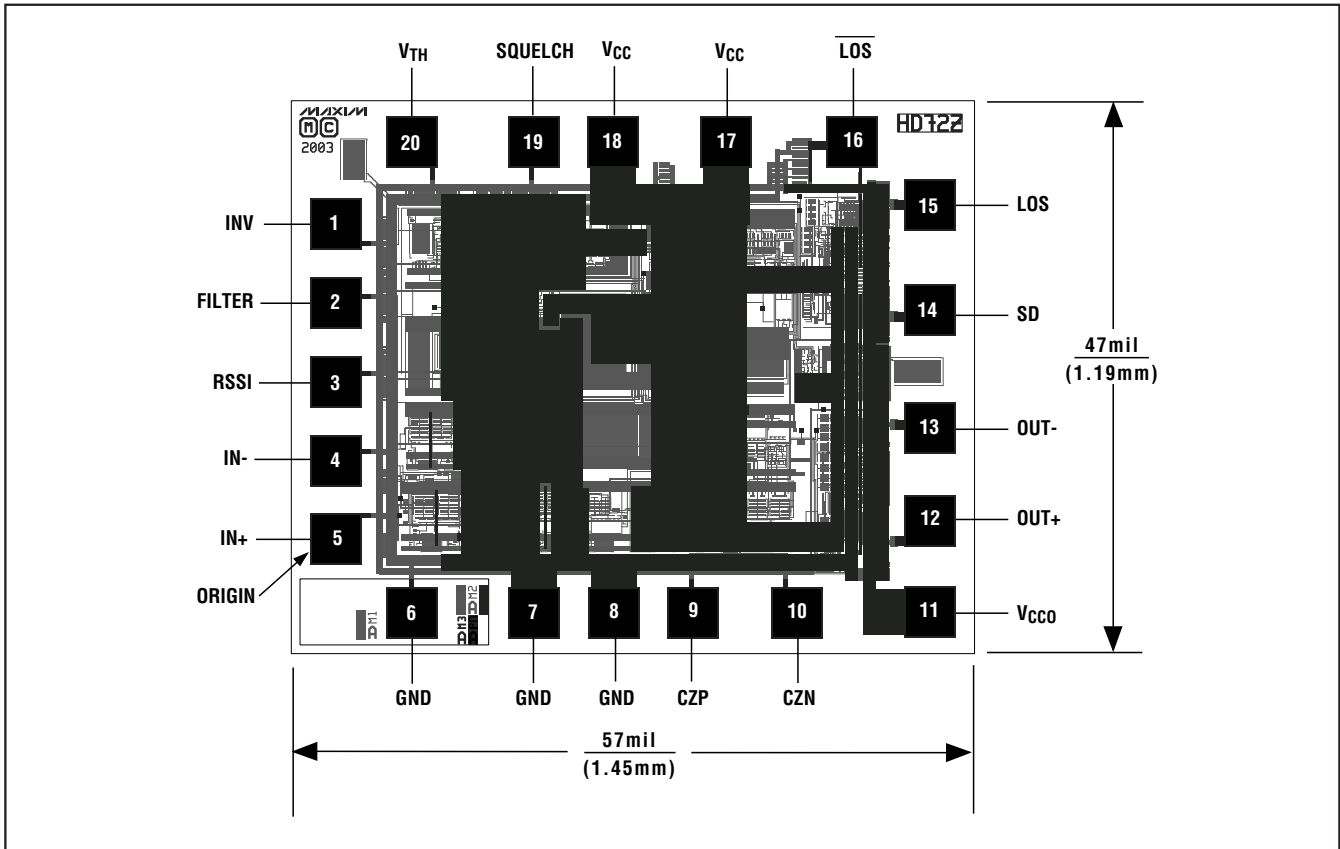 VTH SQUELCH VCC VCC L̅O̅S̅
MAXIM
M C
2003
HD72Z
20 19 18 17 16
INV 1
FILTER 2
RSSI 3
IN- 4
IN+ 5
ORIGIN
15 LOS
14 SD
13 OUT-
12 OUT+
11 VCCO
47mil
(1.19mm)
M1
M2
M3
6 7 8 9 10
GND GND GND CZP CZN
57mil
(1.45mm)